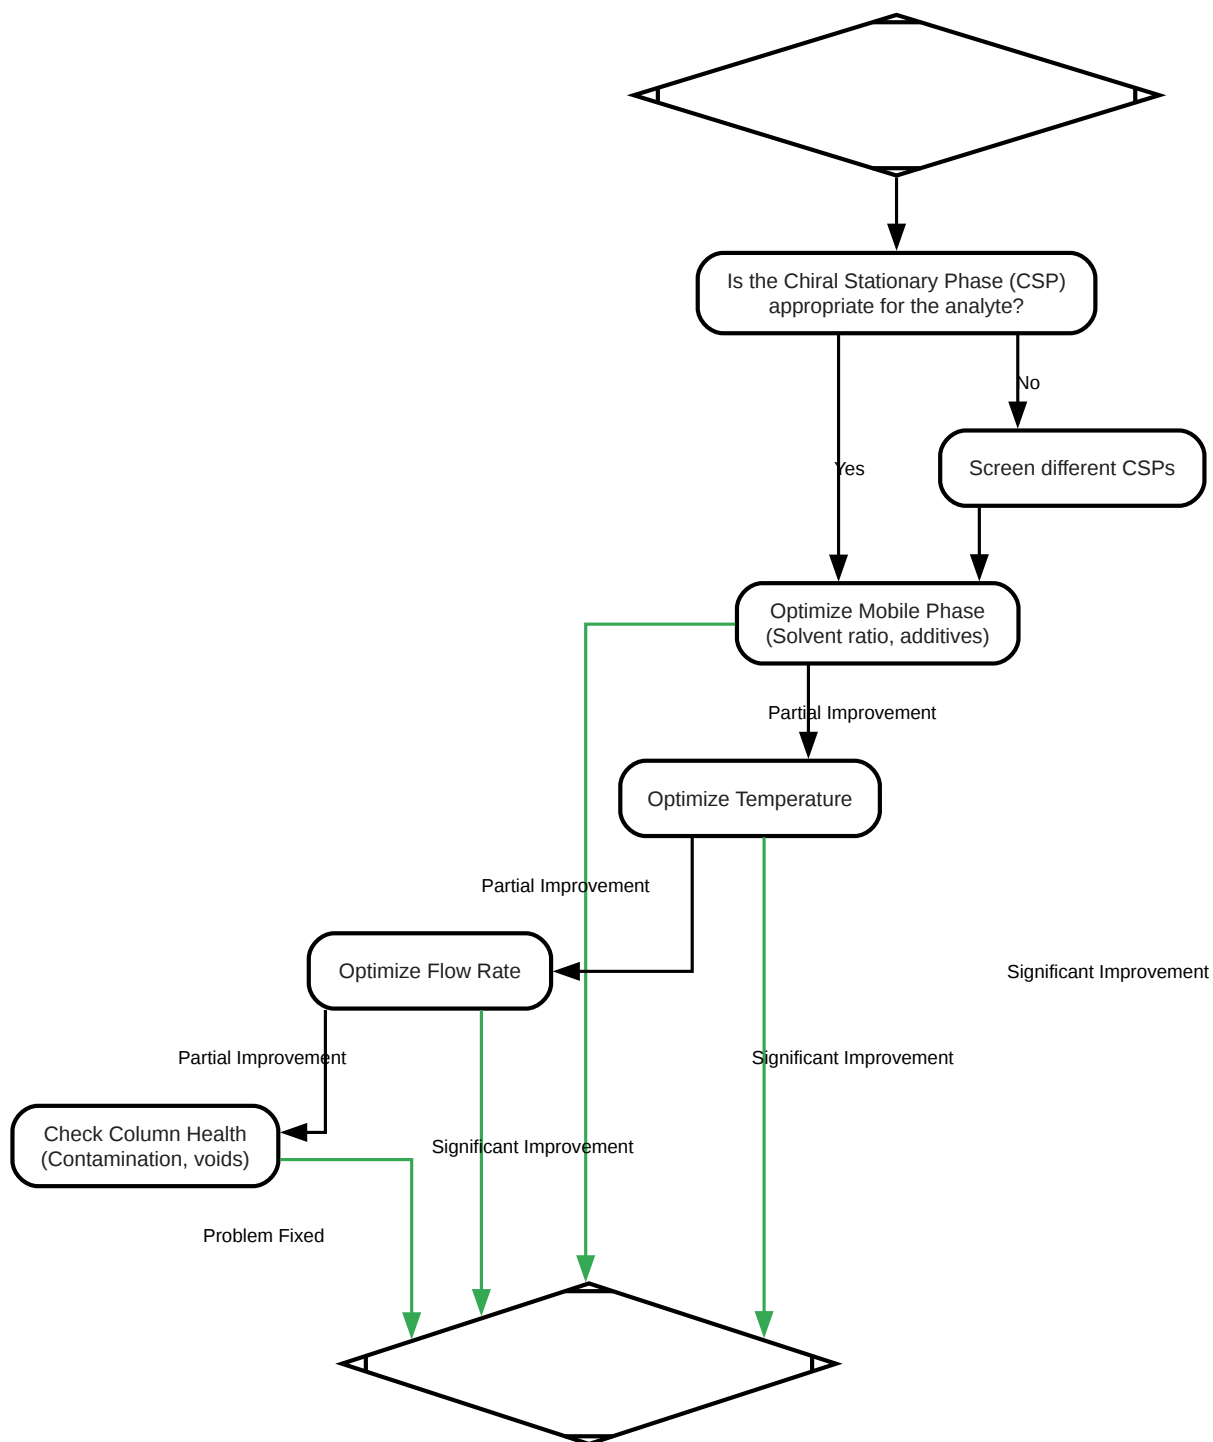 Is the Chiral Stationary Phase (CSP)
appropriate for the analyte?
No
Screen different CSPs
Yes
Optimize Mobile Phase
(Solvent ratio, additives)
Partial Improvement
Optimize Temperature
Partial Improvement
Optimize Flow Rate
Significant Improvement
Partial Improvement
Significant Improvement
Check Column Health
(Contamination, voids)
Significant Improvement
Problem Fixed